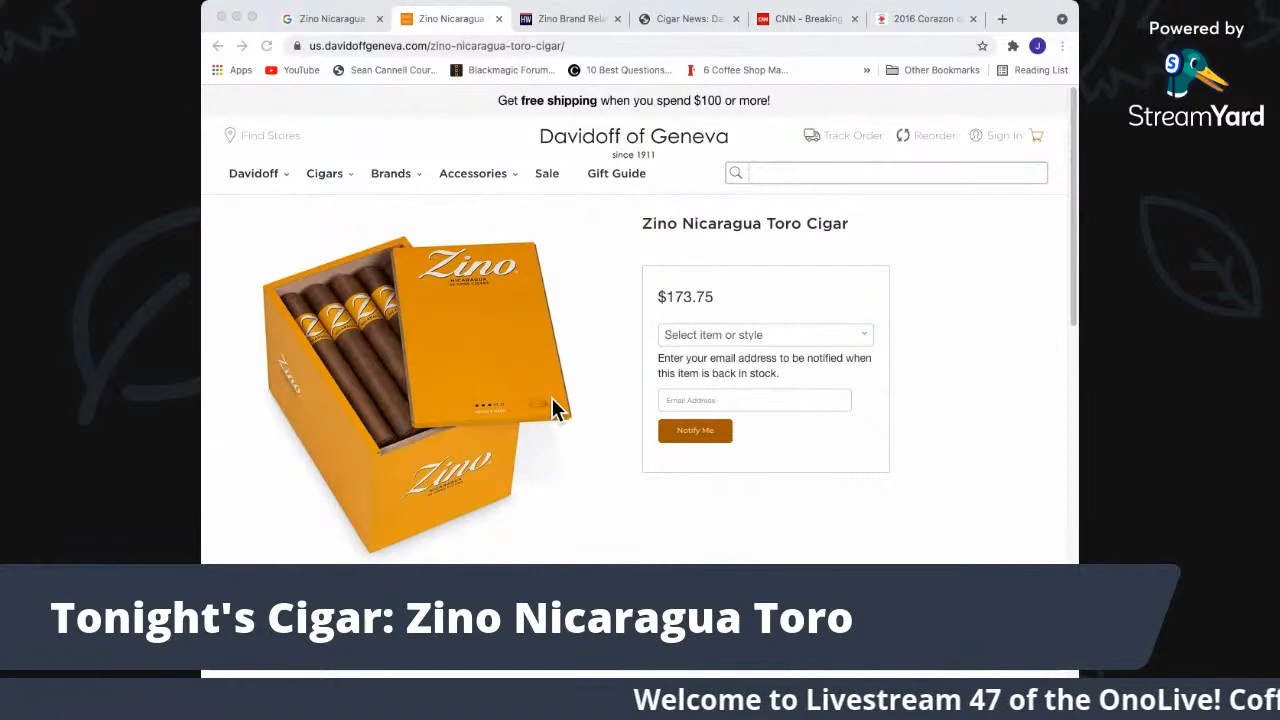 Zino Nicaragua
Zino Nicaragua
Zino Brand Rel
Cigar News: Da
CNN - Breaking
2016 Corazon o
Powered by
StreamYard
us.davidoffgeneva.com/zino-nicaragua-toro-cigar/
J
Apps
YouTube
Sean Cannell Cour...
Blackmagic Forum...
10 Best Questions...
6 Coffee Shop Ma...
»
Other Bookmarks
Reading List
Get free shipping when you spend $100 or more!
Find Stores
Davidoff of Geneva
since 1911
Track Order
Reorder
Sign In
Davidoff
Cigars
Brands
Accessories
Sale
Gift Guide
Zino Nicaragua Toro Cigar
Zino
NICARAGUA
$173.75
Select item or style
Enter your email address to be notified when
this item is back in stock.
Email Address
Notify Me
Zino
Zino
NICARAGUA
Tonight's Cigar: Zino Nicaragua Toro
Welcome to Livestream 47 of the OnoLive! Cof